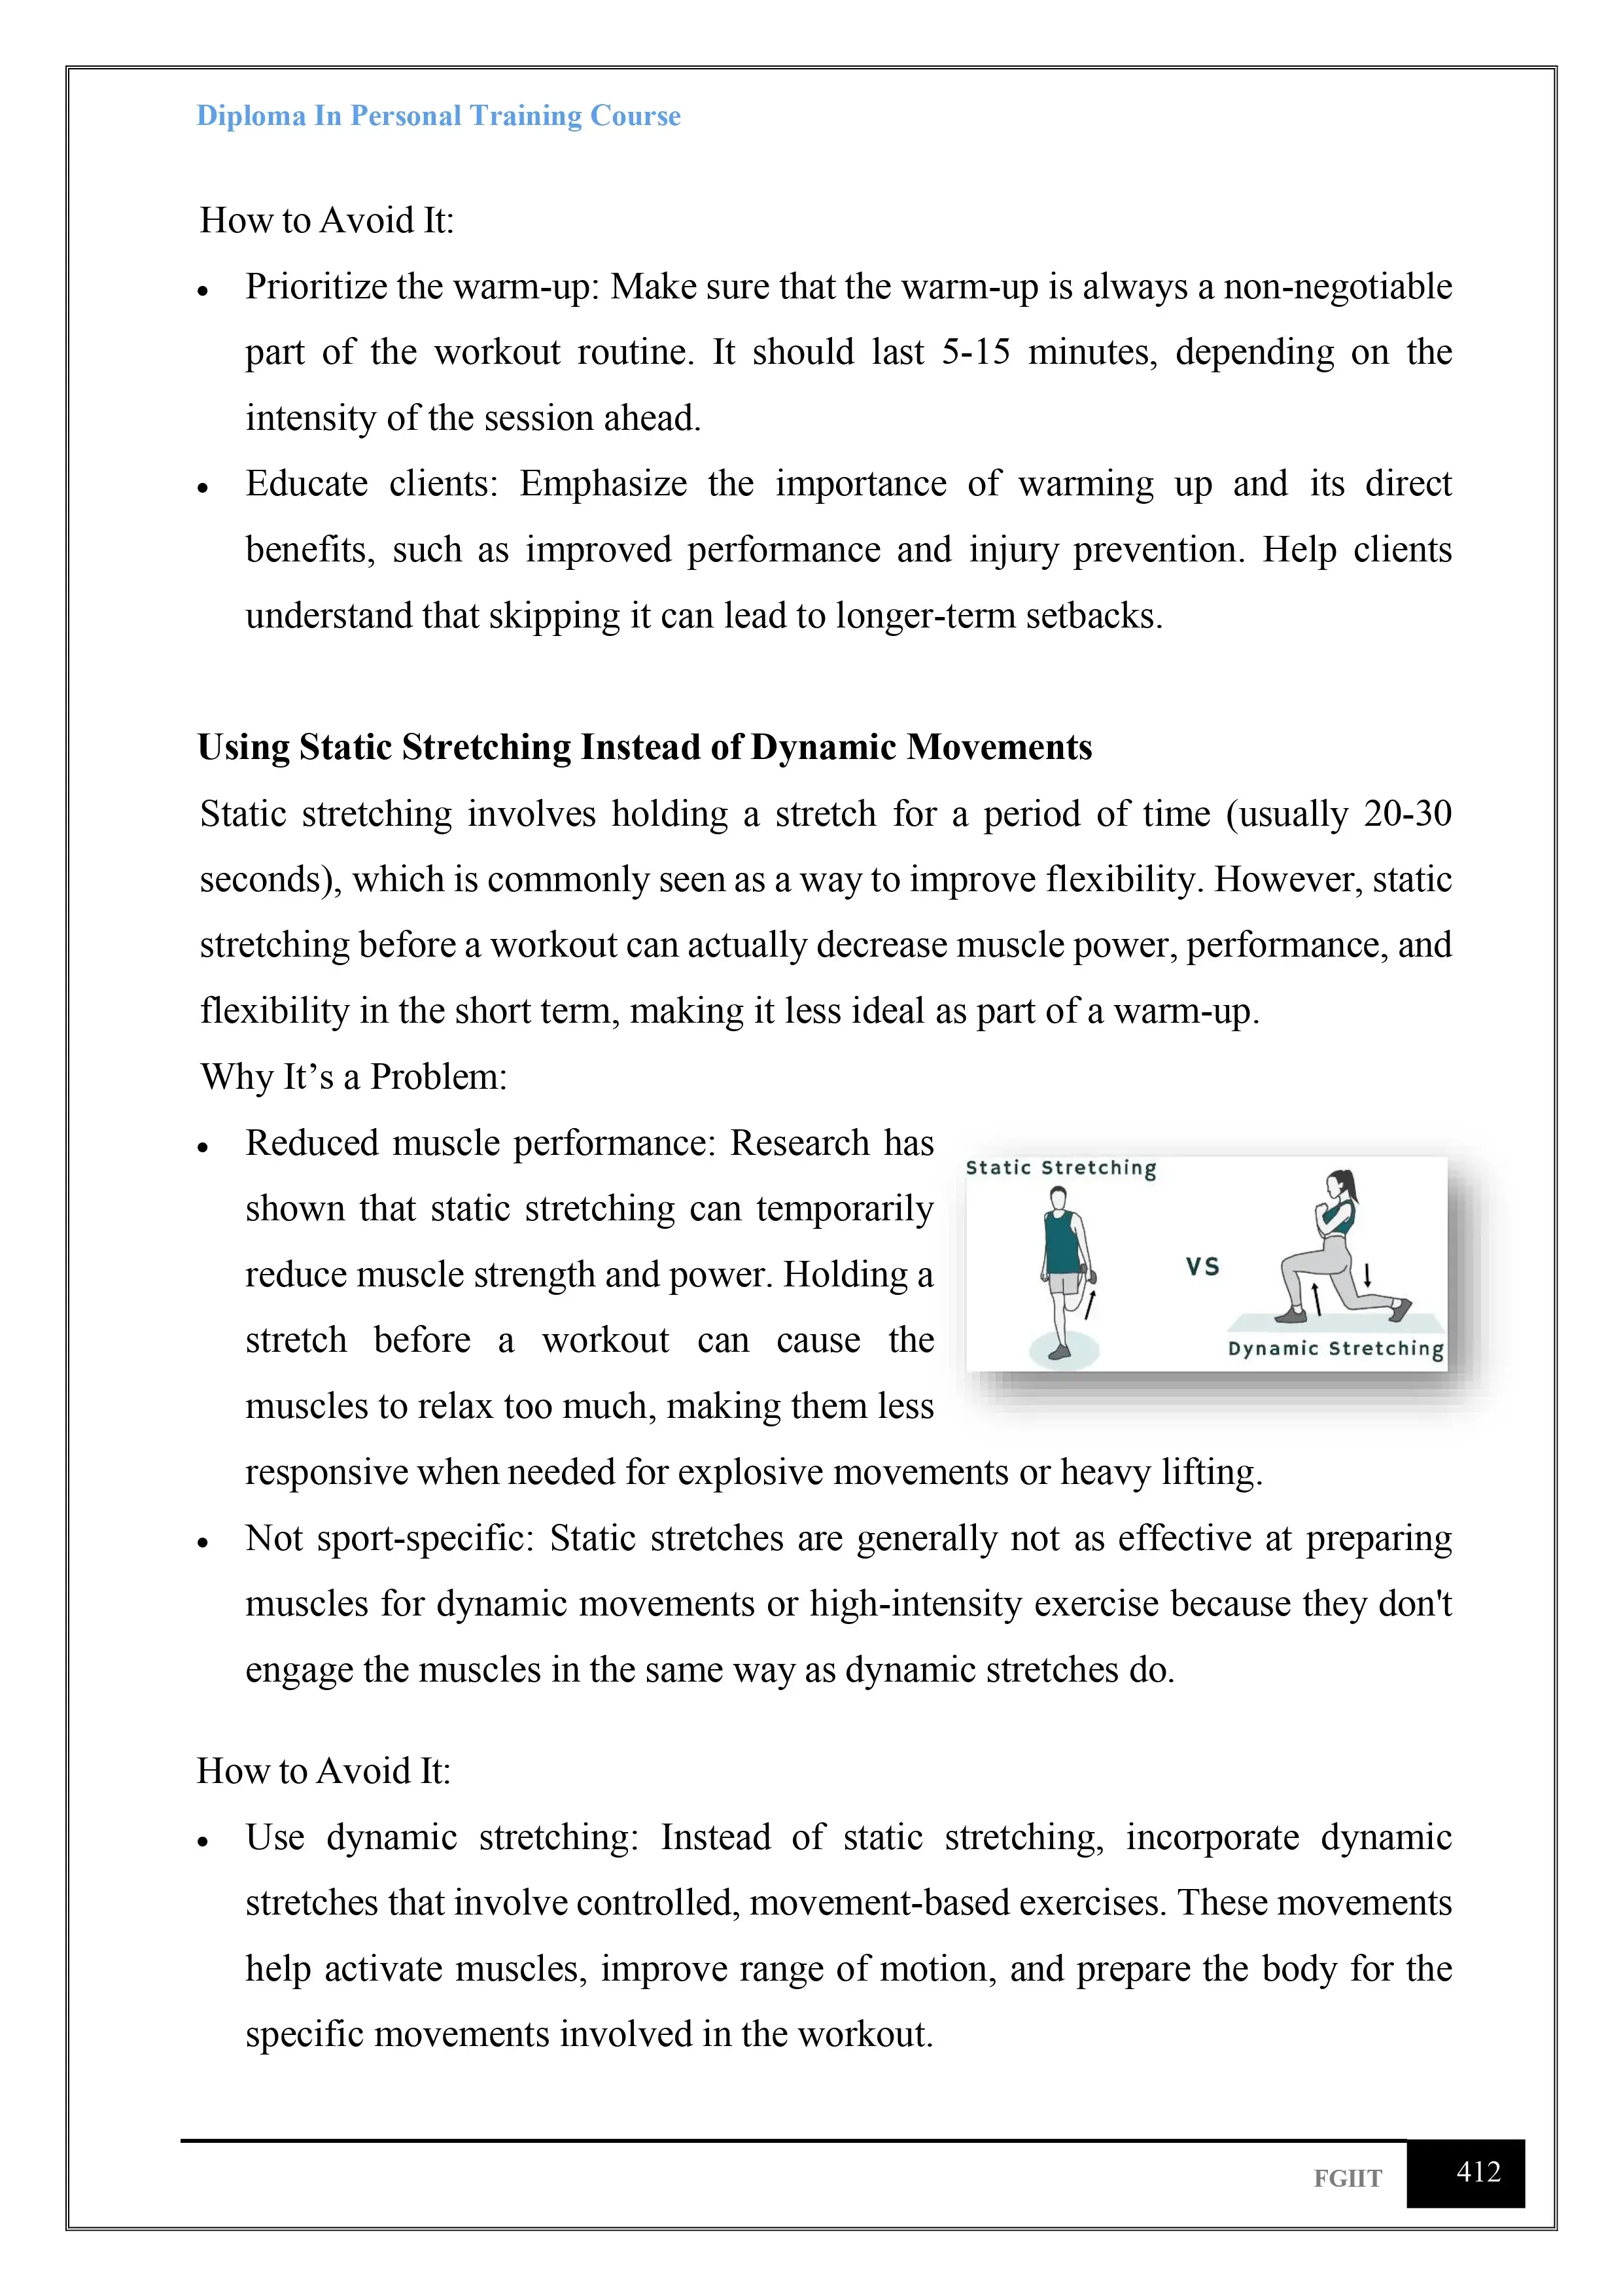 Diploma In Personal Training Course
How to Avoid It:
• Prioritize the warm-up: Make sure that the warm-up is always a non-negotiable
part of the workout routine. It should last 5-15 minutes, depending on the
intensity of the session ahead.
• Educate clients: Emphasize the importance of warming up and its direct
benefits, such as improved performance and injury prevention. Help clients
understand that skipping it can lead to longer-term setbacks.
Using Static Stretching Instead of Dynamic Movements
Static stretching involves holding a stretch for a period of time (usually 20-30
seconds), which is commonly seen as a way to improve flexibility. However, static
stretching before a workout can actually decrease muscle power, performance, and
flexibility in the short term, making it less ideal as part of a warm-up.
Why It’s a Problem:
• Reduced muscle performance: Research has
shown that static stretching can temporarily
reduce muscle strength and power. Holding a
stretch before a workout can cause the
muscles to relax too much, making them less
responsive when needed for explosive movements or heavy lifting.
Static Stretching
VS
Dynamic Stretching
• Not sport-specific: Static stretches are generally not as effective at preparing
muscles for dynamic movements or high-intensity exercise because they don't
engage the muscles in the same way as dynamic stretches do.
How to Avoid It:
• Use dynamic stretching: Instead of static stretching, incorporate dynamic
stretches that involve controlled, movement-based exercises. These movements
help activate muscles, improve range of motion, and prepare the body for the
specific movements involved in the workout.
FGIIT
412